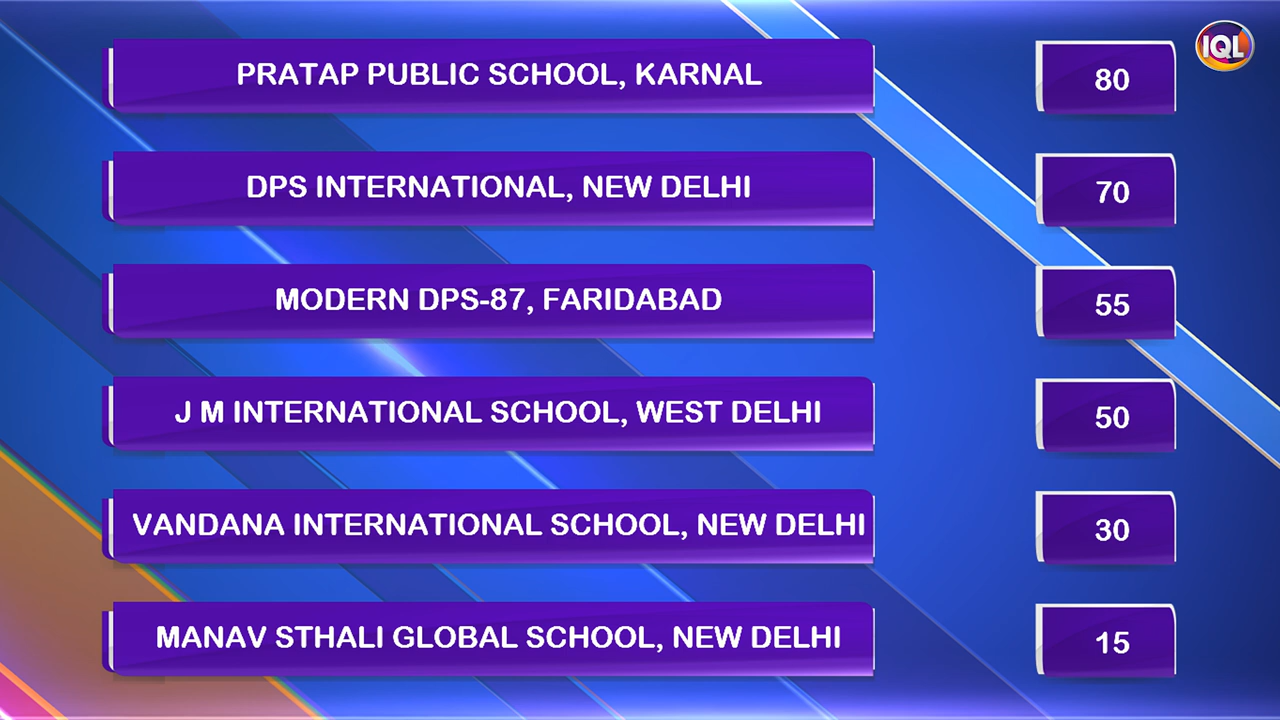 IQL
PRATAP PUBLIC SCHOOL, KARNAL 80
DPS INTERNATIONAL, NEW DELHI 70
MODERN DPS-87, FARIDABAD 55
J M INTERNATIONAL SCHOOL, WEST DELHI 50
VANDANA INTERNATIONAL SCHOOL, NEW DELHI 30
MANAV STHALI GLOBAL SCHOOL, NEW DELHI 15